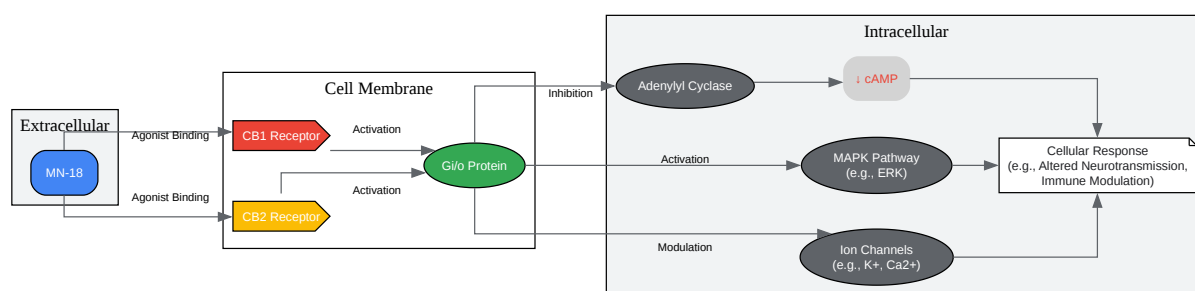 Extracellular
MN-18
Agonist Binding
Agonist Binding
Cell Membrane
CB1 Receptor
CB2 Receptor
Activation
Activation
Gi/o Protein
Inhibition
Activation
Modulation
Intracellular
Adenylyl Cyclase
↓ cAMP
MAPK Pathway
(e.g., ERK)
Ion Channels
(e.g., K+, Ca2+)
Cellular Response
(e.g., Altered Neurotransmission,
Immune Modulation)